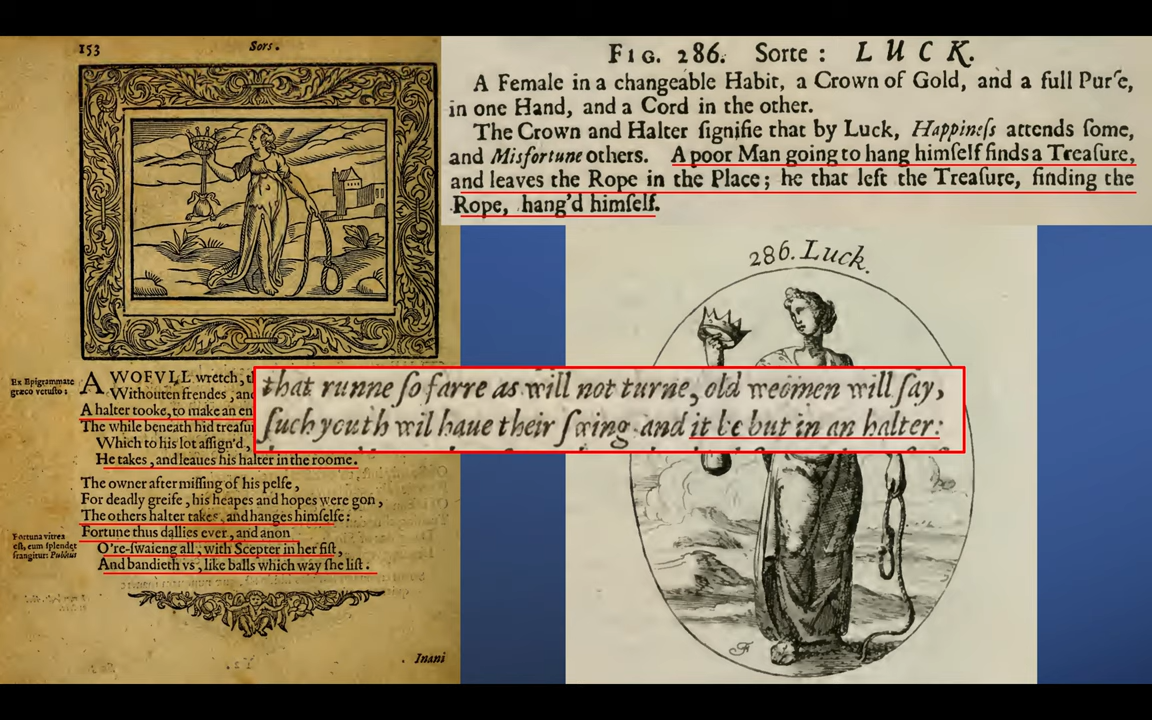 153
Sors.
Ex Epigrammate
græco vetusto:
A WOFVLL wretch,
Withouten frendes, and
A halter tooke, to make an en
The while beneath hid treasur
Which to his lot assign'd,
He takes, and leaues his halter in the roome.
The owner after missing of his pelfe,
For deadly greife, his heapes and hopes were gon,
The others halter takes, and hanges himselfe:
Fortuna vitrea
est, cum splendet
frangitur: Publius
Fortune thus dallies ever, and anon
O're-swaieng all, with Scepter in her fist,
And bandieth vs, like balls which way she list.
Inani
FIG. 286. Sorte: LUCK.
A Female in a changeable Habit, a Crown of Gold, and a full Purſe,
in one Hand, and a Cord in the other.
The Crown and Halter ſignifie that by Luck, Happineſs attends ſome,
and Misfortune others. A poor Man going to hang himſelf finds a Treaſure,
and leaves the Rope in the Place; he that left the Treaſure, finding the
Rope, hang'd himſelf.
286. Luck.
that runne ſo farre as will not turne, old weomen will ſay,
ſuch youth wil haue their ſwing and it be but in an halter: